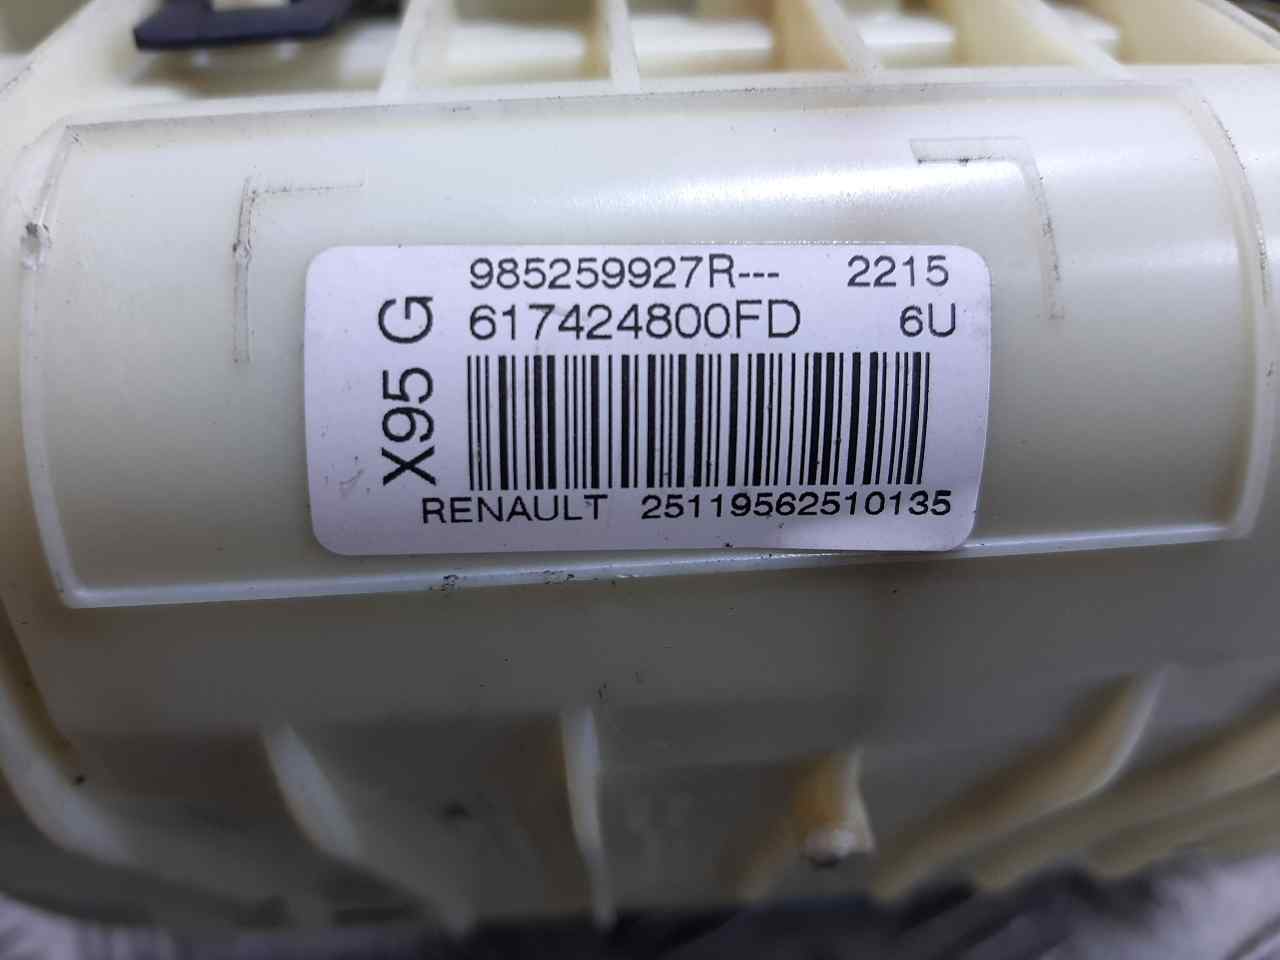 985259927R--- 2215
617424800FD 6U
X95 G
RENAULT 25119562510135